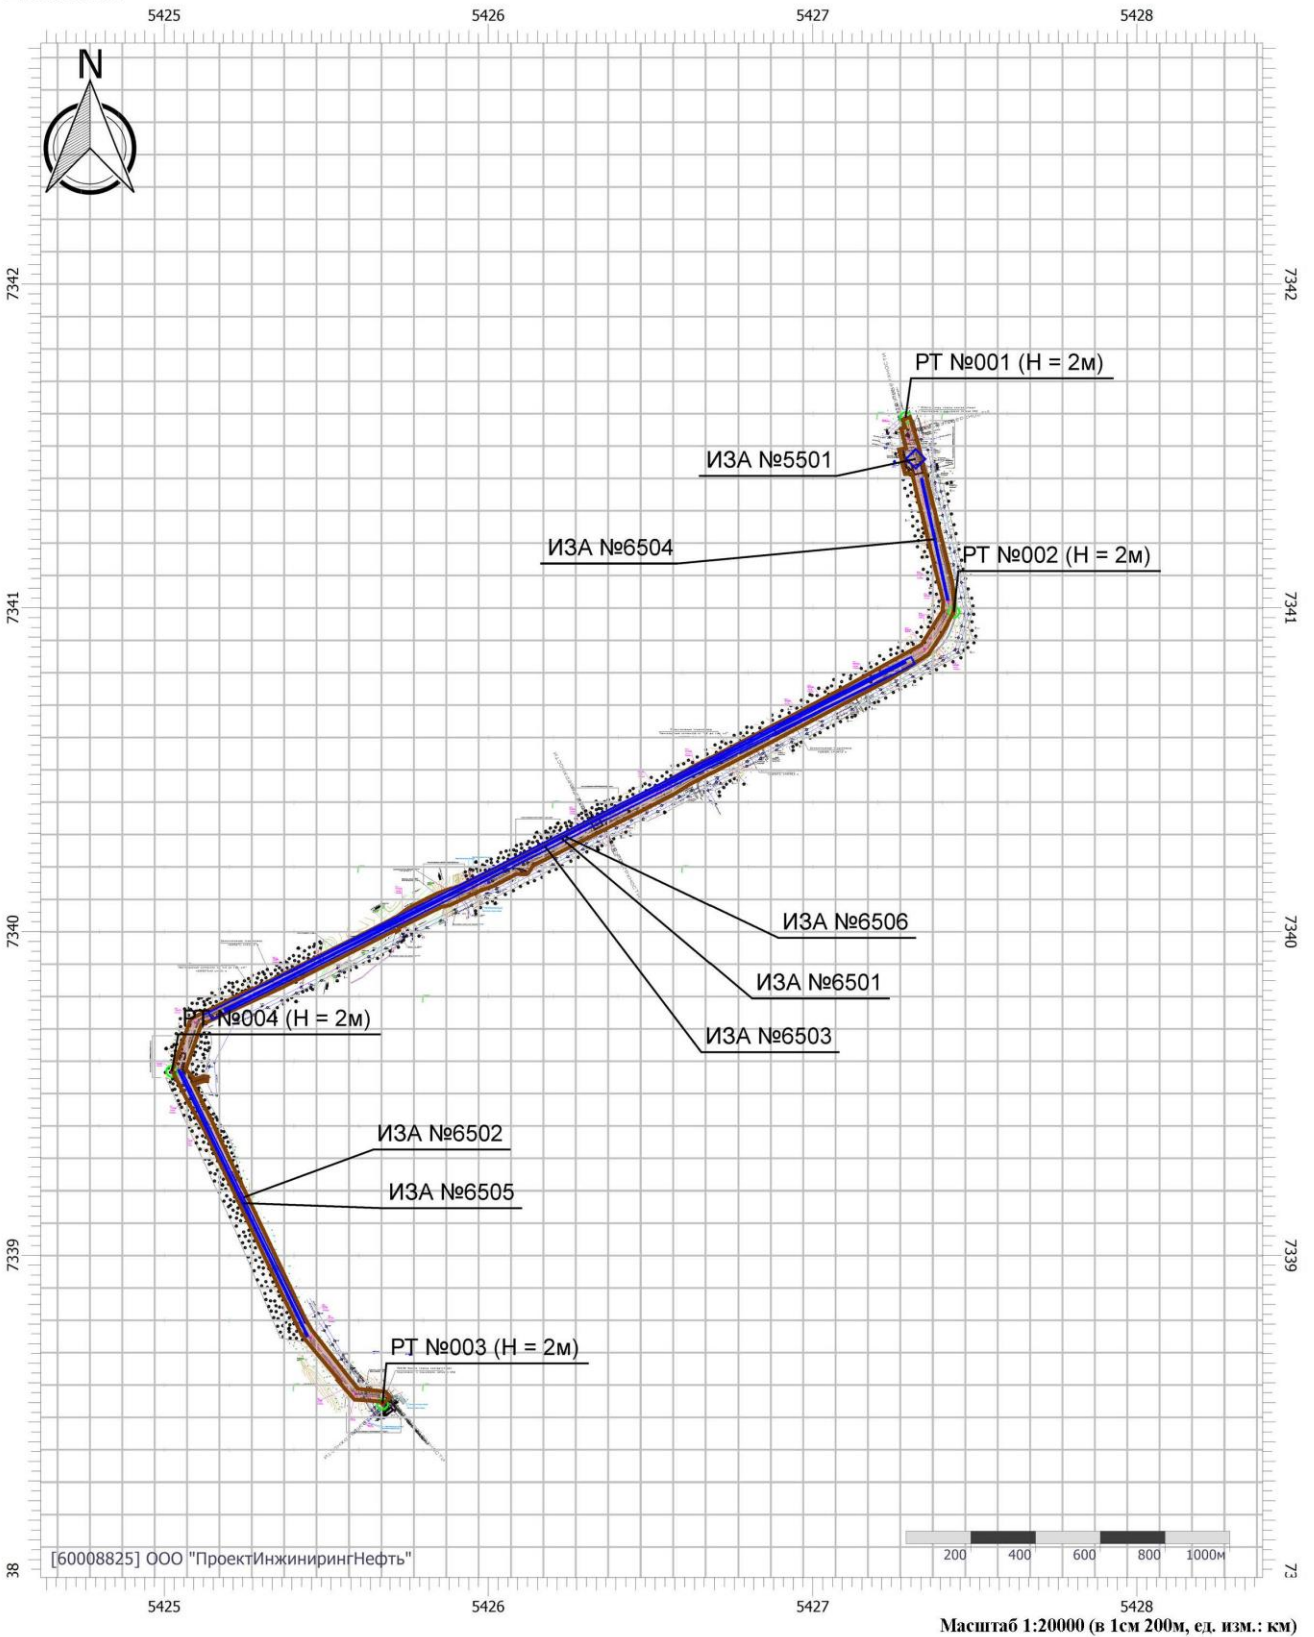 5425 5426 5427 5428
N
7342 7342
РТ №001 (Н = 2м)
ИЗА №5501
ИЗА №6504
РТ №002 (Н = 2м)
7341 7341
ИЗА №6506
7340 7340
ИЗА №6501
РТ №004 (Н = 2м)
ИЗА №6503
ИЗА №6502
ИЗА №6505
7339 7339
РТ №003 (Н = 2м)
[60008825] ООО "ПроектИнжинирингНефть"
200 400 600 800 1000м
38 73
5425 5426 5427 5428
Масштаб 1:20000 (в 1см 200м, ед. изм.: км)